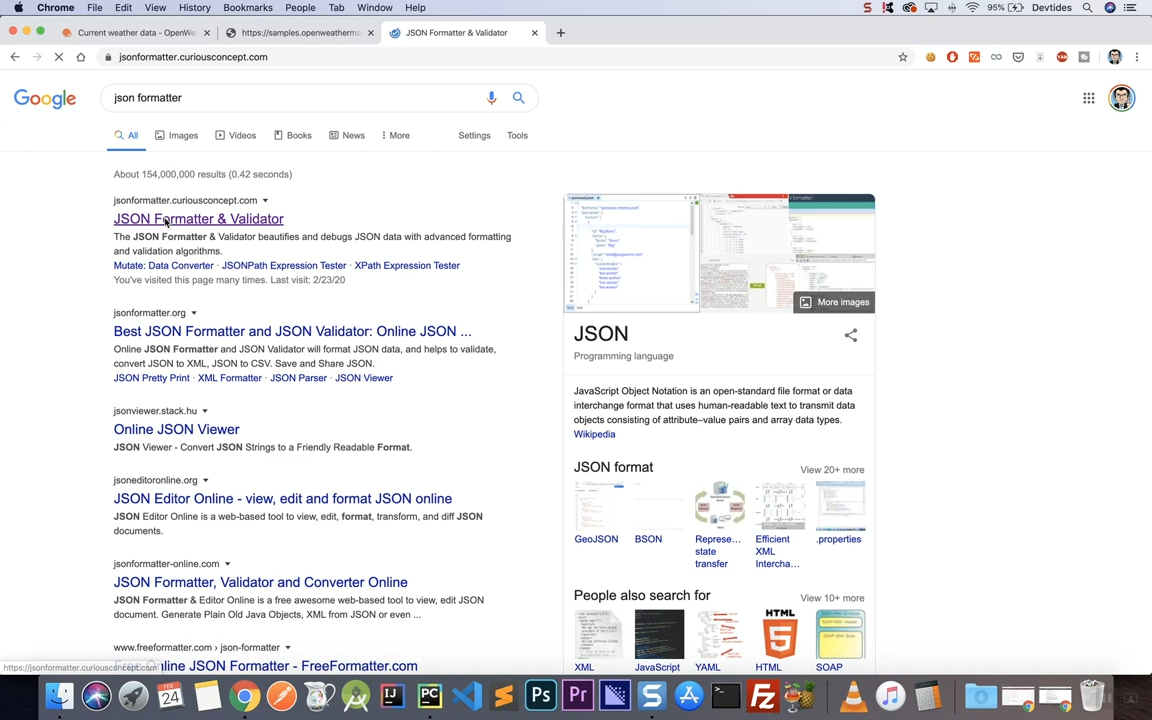 Chrome File Edit View History Bookmarks People Tab Window Help 95% Devtides
Current weather data - OpenWe
https://samples.openweatherma
JSON Formatter & Validator
jsonformatter.curiousconcept.com
Google
json formatter
All Images Videos Books News More Settings Tools
About 154,000,000 results (0.42 seconds)
jsonformatter.curiousconcept.com
JSON Formatter & Validator
The JSON Formatter & Validator beautifies and debugs JSON data with advanced formatting
and validation algorithms.
Mutate: Data Converter · JSONPath Expression Tester · XPath Expression Tester
You've visited this page many times. Last visit: 2/23/20
jsonformatter.org
Best JSON Formatter and JSON Validator: Online JSON ...
Online JSON Formatter and JSON Validator will format JSON data, and helps to validate,
convert JSON to XML, JSON to CSV. Save and Share JSON.
JSON Pretty Print · XML Formatter · JSON Parser · JSON Viewer
jsonviewer.stack.hu
Online JSON Viewer
JSON Viewer - Convert JSON Strings to a Friendly Readable Format.
jsoneditoronline.org
JSON Editor Online - view, edit and format JSON online
JSON Editor Online is a web-based tool to view, edit, format, transform, and diff JSON
documents.
jsonformatter-online.com
JSON Formatter, Validator and Converter Online
JSON Formatter & Editor Online is a free awesome web-based tool to view, edit JSON
document. Generate Plain Old Java Objects, XML from JSON or even ...
www.freeformatter.com › json-formatter
Free Online JSON Formatter - FreeFormatter.com
https://jsonformatter.curiousconcept.com
More images
JSON
Programming language
JavaScript Object Notation is an open-standard file format or data
interchange format that uses human-readable text to transmit data
objects consisting of attribute–value pairs and array data types.
Wikipedia
JSON format
View 20+ more
GeoJSON
BSON
Represe...
state
transfer
Efficient
XML
Intercha...
.properties
People also search for
View 10+ more
HTML
XML
JavaScript
YAML
HTML
SOAP
FEB
24
PC
Ps
Pr
S
FZ